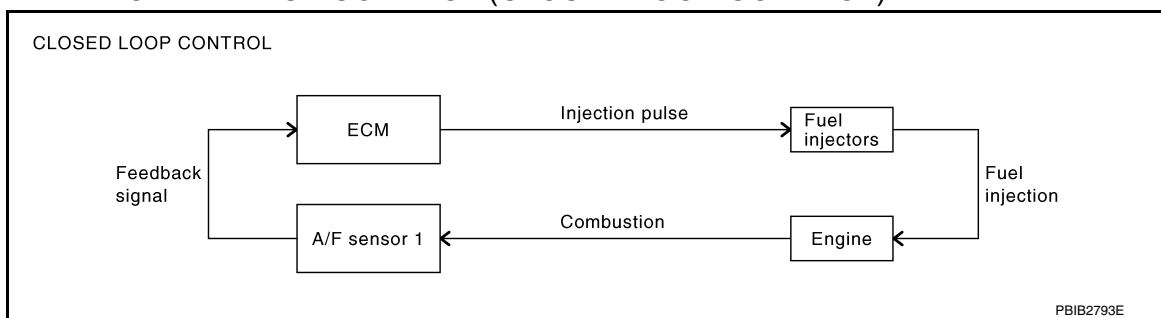 CLOSED LOOP CONTROL
ECM
Injection pulse
Fuel
injectors
Feedback
signal
Fuel
injection
A/F sensor 1
Combustion
Engine
PBIB2793E